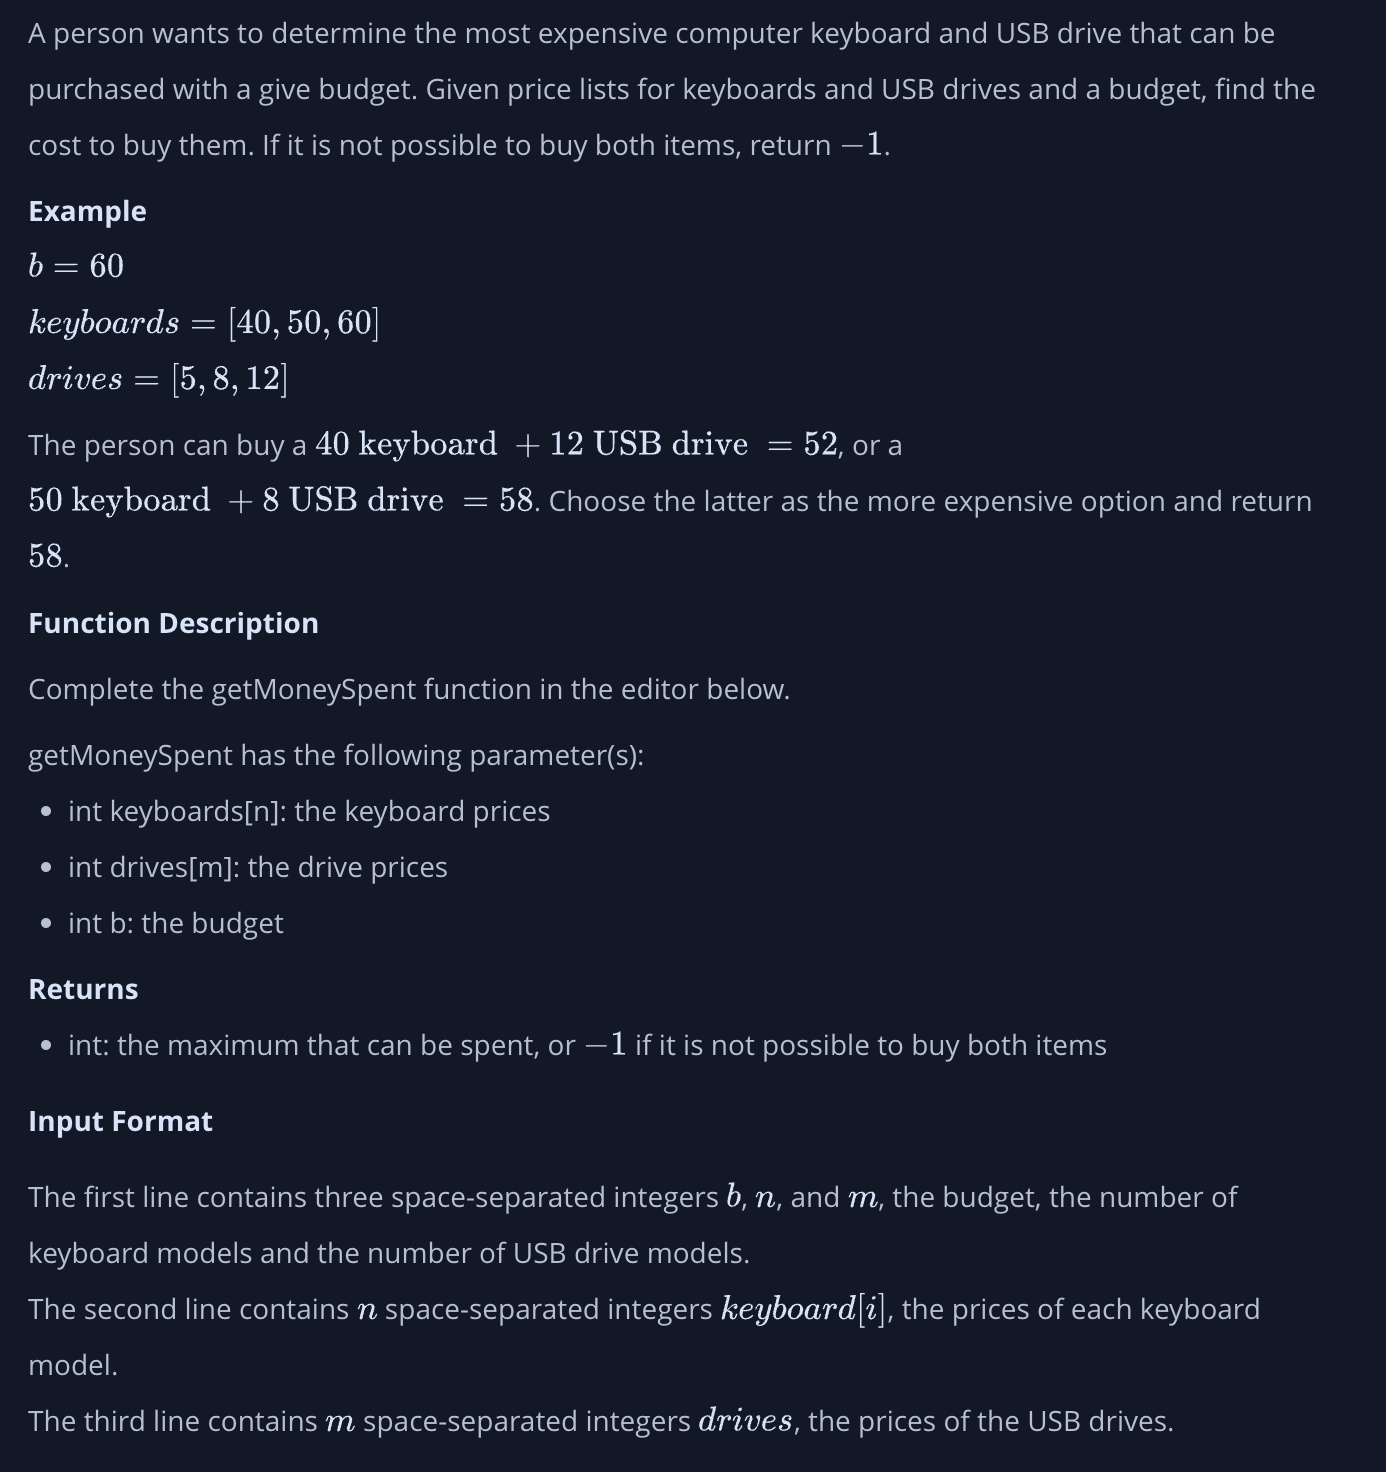 A person wants to determine the most expensive computer keyboard and USB drive that can be
purchased with a give budget. Given price lists for keyboards and USB drives and a budget, find the
cost to buy them. If it is not possible to buy both items, return −1.
Example
b = 60
keyboards = [40, 50, 60]
drives = [5, 8, 12]
The person can buy a 40 keyboard + 12 USB drive = 52, or a
50 keyboard + 8 USB drive = 58. Choose the latter as the more expensive option and return
58.
Function Description
Complete the getMoneySpent function in the editor below.
getMoneySpent has the following parameter(s):
• int keyboards[n]: the keyboard prices
• int drives[m]: the drive prices
• int b: the budget
Returns
• int: the maximum that can be spent, or −1 if it is not possible to buy both items
Input Format
The first line contains three space-separated integers b, n, and m, the budget, the number of
keyboard models and the number of USB drive models.
The second line contains n space-separated integers keyboard[i], the prices of each keyboard
model.
The third line contains m space-separated integers drives, the prices of the USB drives.